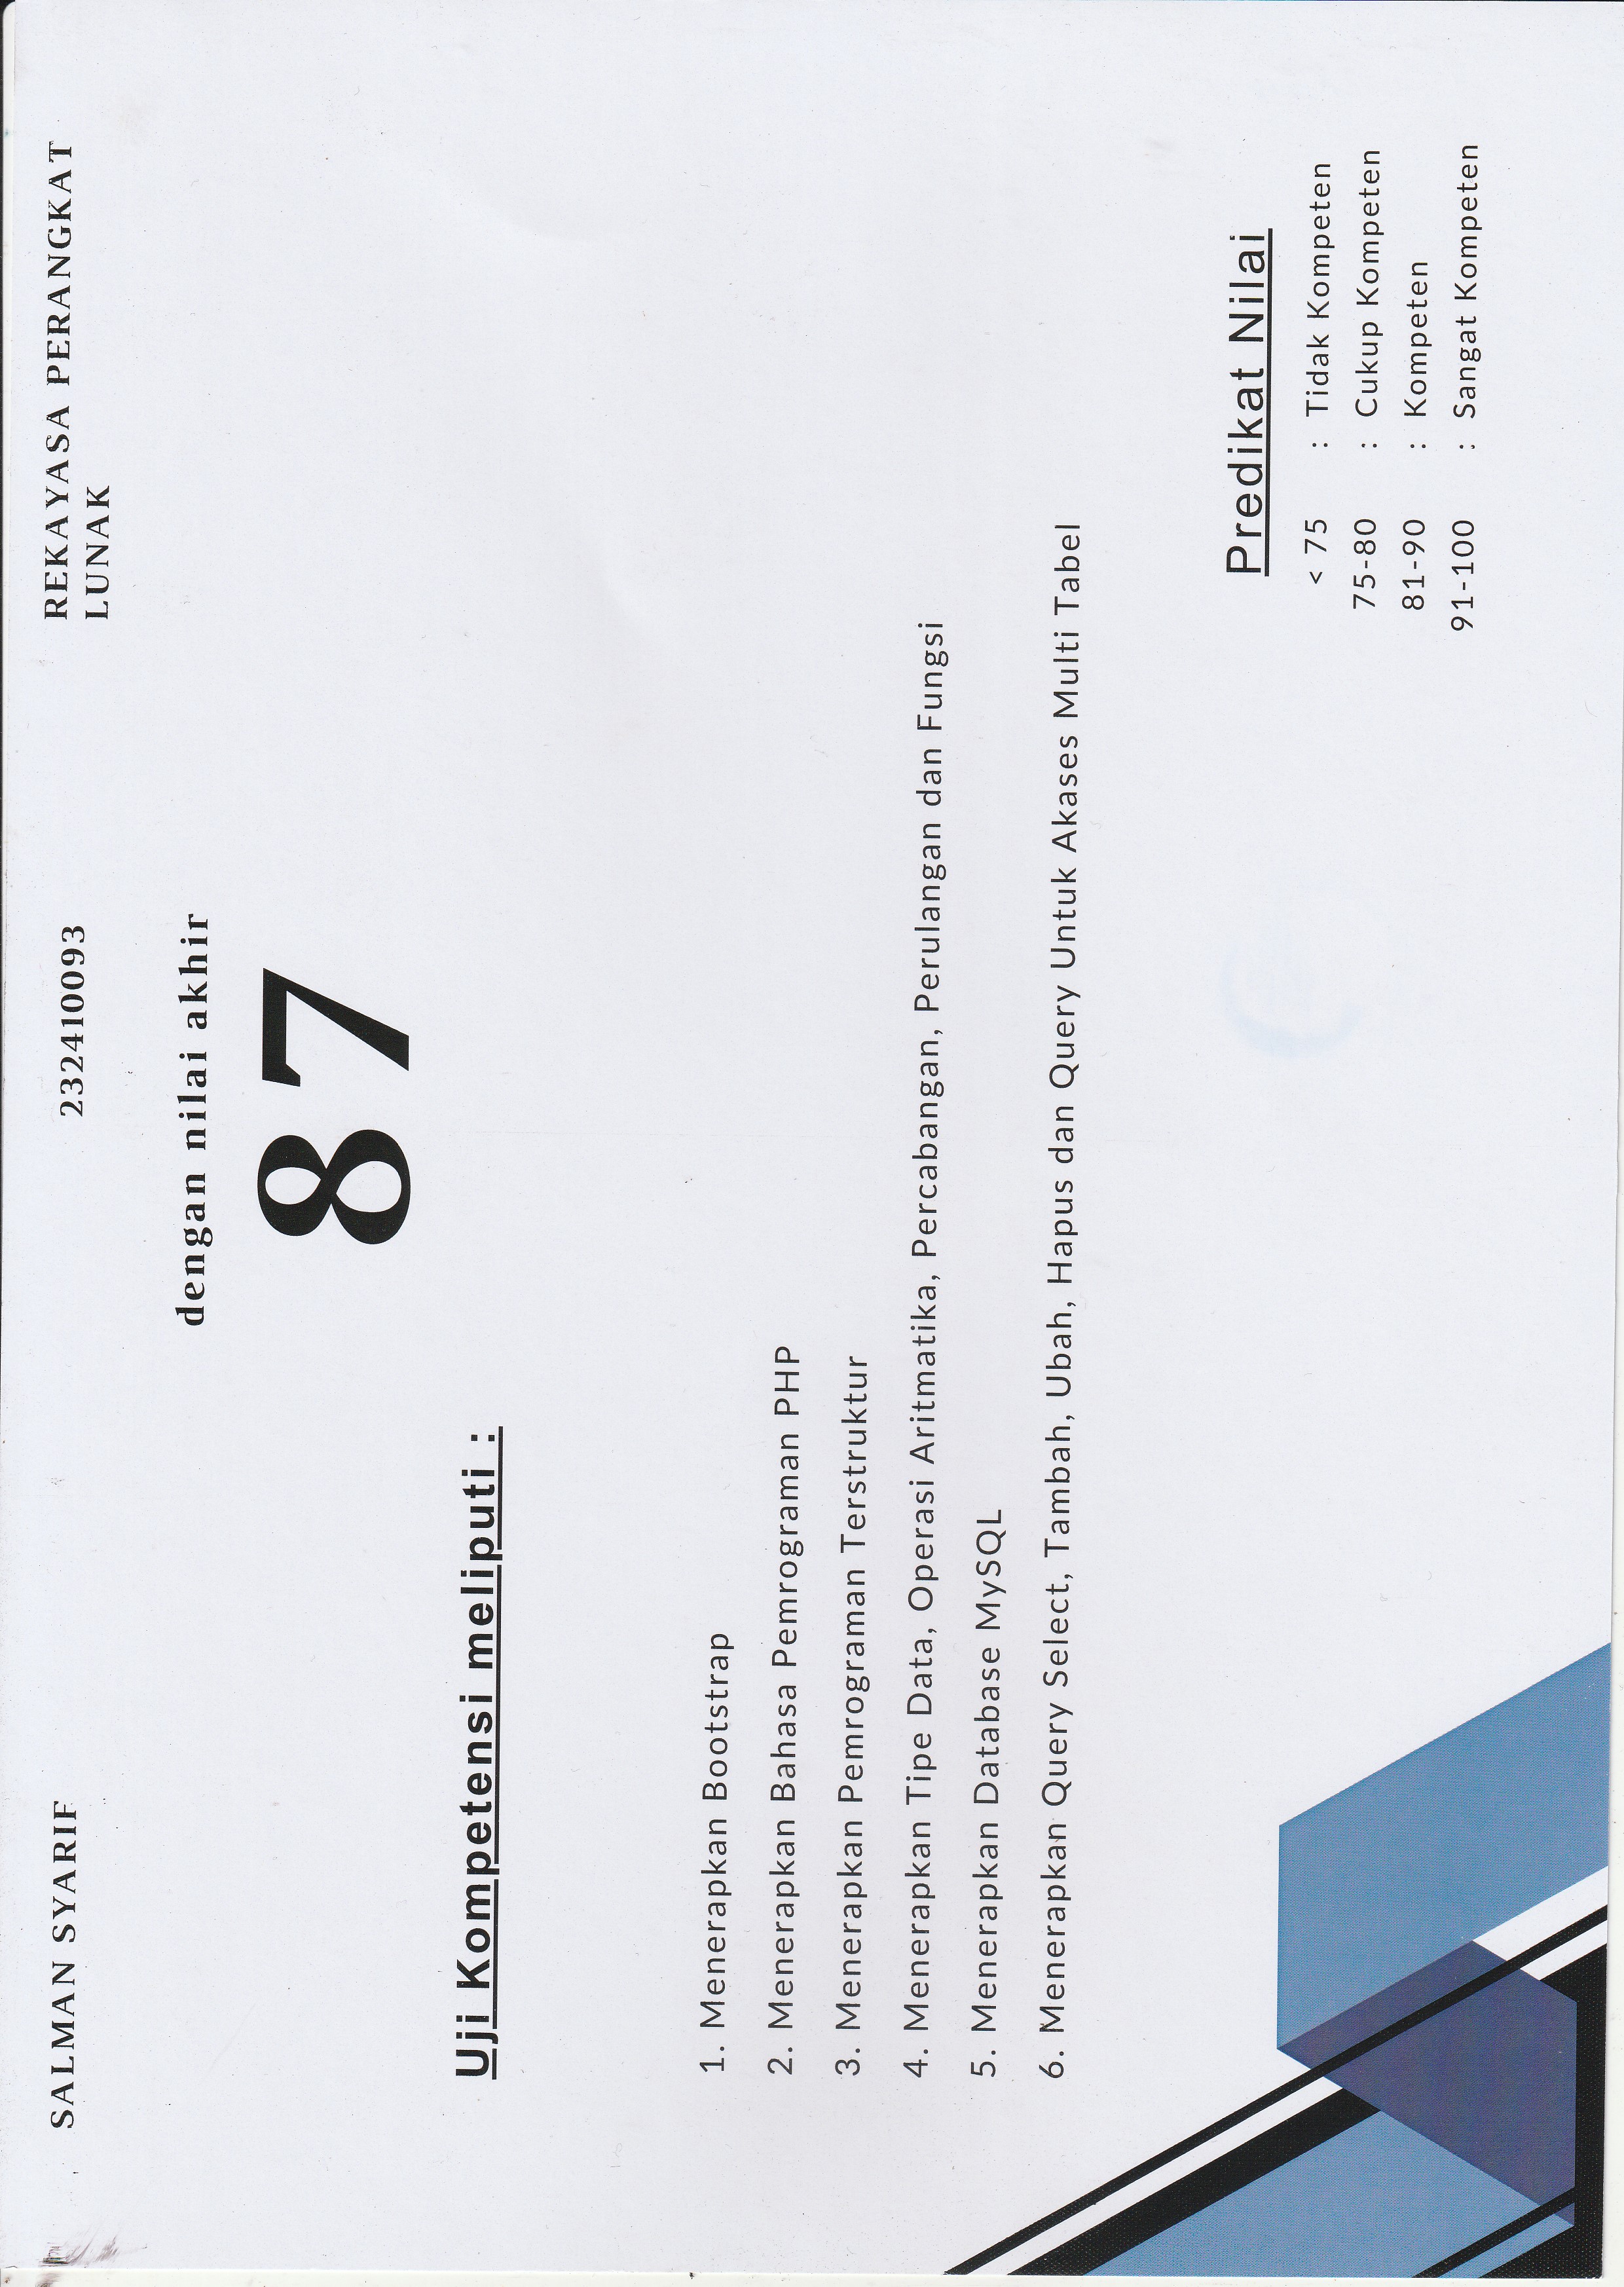 SALMAN SYARIF
232410093
REKAYASA PERANGKAT
LUNAK
dengan nilai akhir
87
Uji Kompetensi meliputi :
1. Menerapkan Bootstrap
2. Menerapkan Bahasa Pemrograman PHP
3. Menerapkan Pemrograman Terstruktur
4. Menerapkan Tipe Data, Operasi Aritmatika, Percabangan, Perulangan dan Fungsi
5. Menerapkan Database MySQL
6. Menerapkan Query Select, Tambah, Ubah, Hapus dan Query Untuk Akases Multi Tabel
Predikat Nilai
< 75 : Tidak Kompeten
75-80 : Cukup Kompeten
81-90 : Kompeten
91-100 : Sangat Kompeten